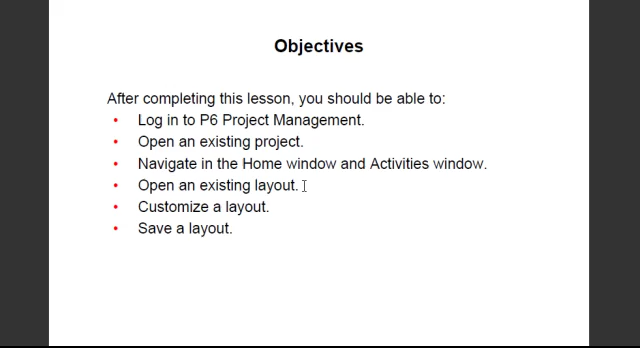 Objectives
After completing this lesson, you should be able to:
• Log in to P6 Project Management.
• Open an existing project.
• Navigate in the Home window and Activities window.
• Open an existing layout.
• Customize a layout.
• Save a layout.